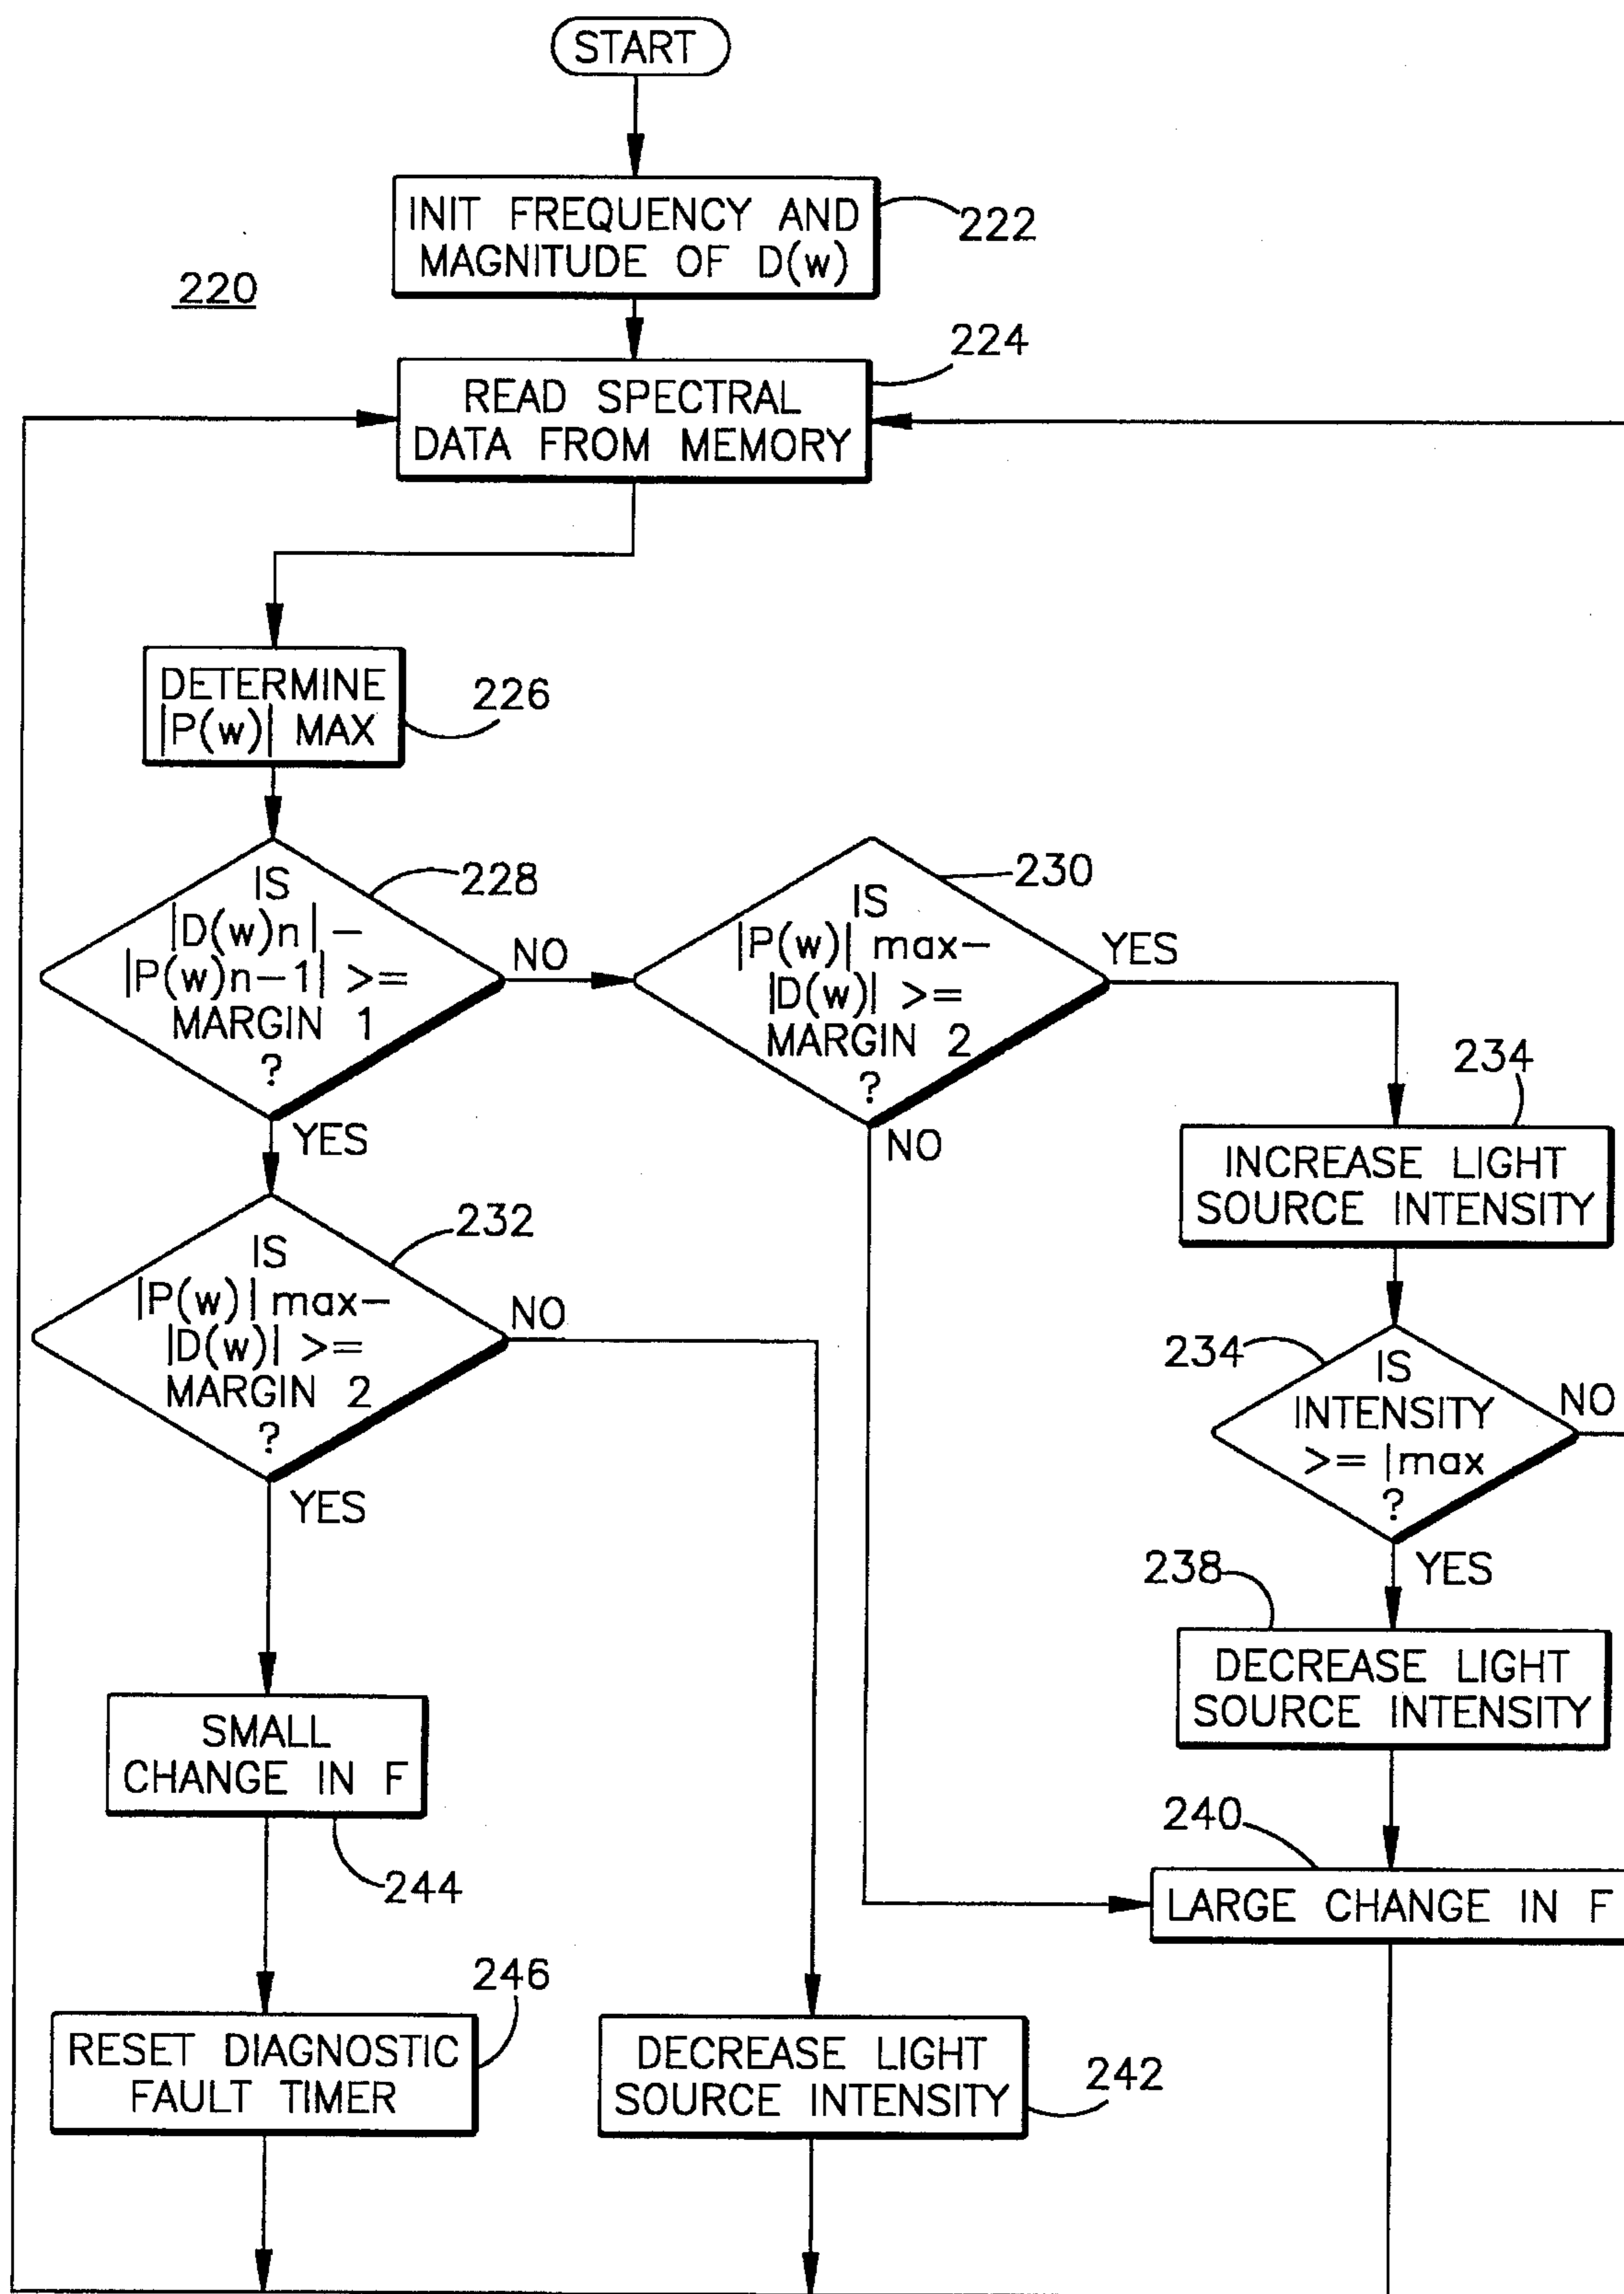 START
INIT FREQUENCY AND
MAGNITUDE OF D(w)
222
220
224
READ SPECTRAL
DATA FROM MEMORY
DETERMINE
|P(w)| MAX
226
IS
|D(w)n| –
|P(w)n–1| >=
MARGIN 1
?
228
NO
YES
IS
|P(w)| max–
|D(w)| >=
MARGIN 2
?
230
YES
NO
234
INCREASE LIGHT
SOURCE INTENSITY
IS
|P(w)| max–
|D(w)| >=
MARGIN 2
?
232
NO
YES
234
IS
INTENSITY
>= |max
?
NO
YES
238
DECREASE LIGHT
SOURCE INTENSITY
SMALL
CHANGE IN F
244
240
LARGE CHANGE IN F
246
RESET DIAGNOSTIC
FAULT TIMER
DECREASE LIGHT
SOURCE INTENSITY
242